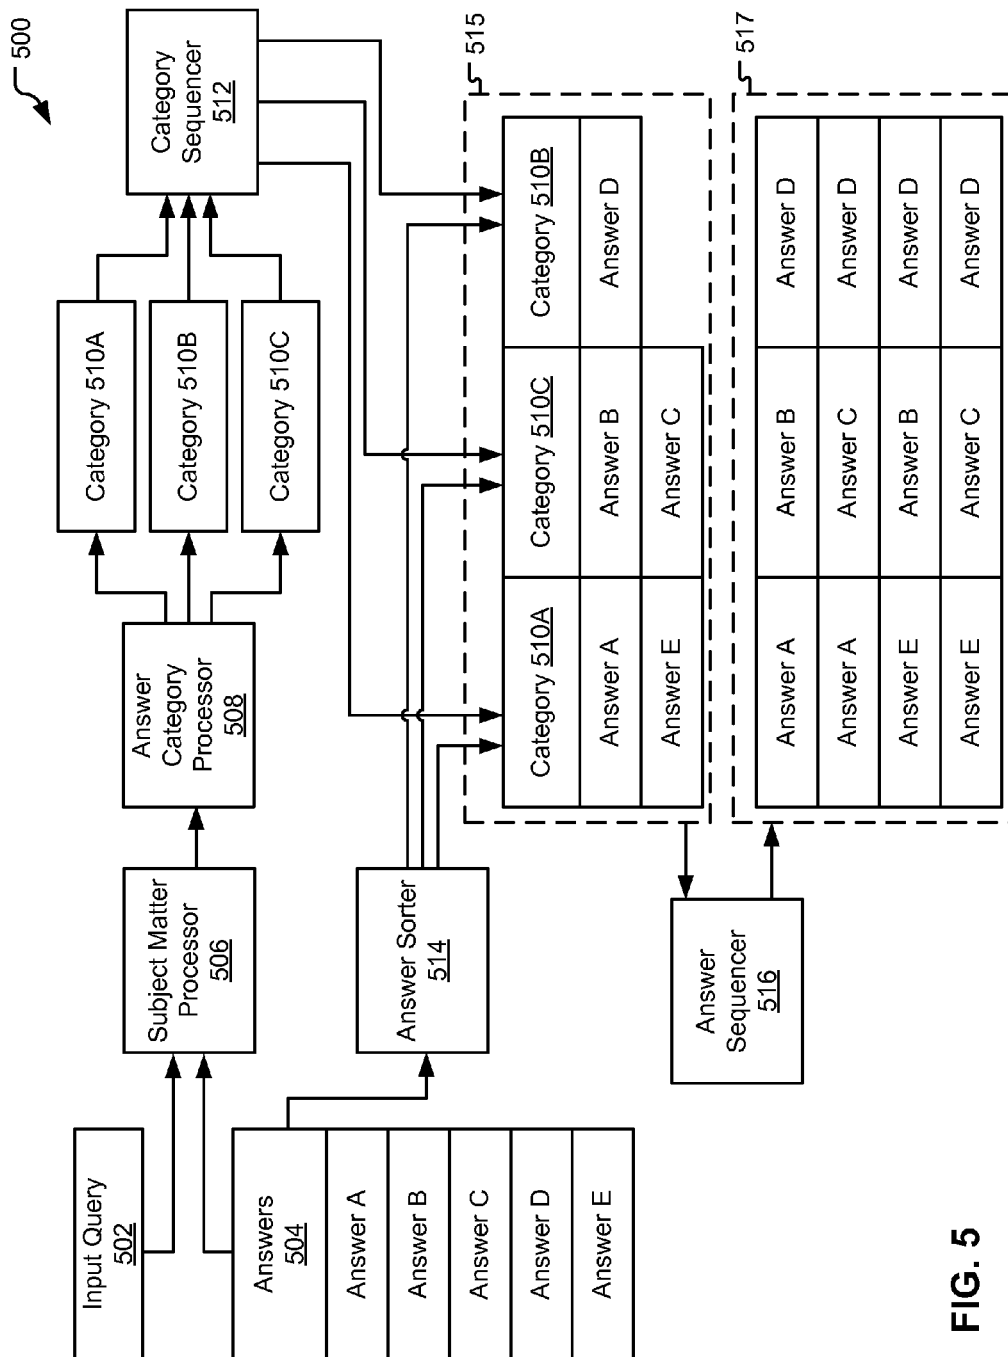 500
Input Query
502
Answers
504
Answer A
Answer B
Answer C
Answer D
Answer E
Subject Matter
Processor
506
Answer
Category
Processor
508
Category 510A
Category 510B
Category 510C
Category
Sequencer
512
Answer Sorter
514
515
Category 510A
Category 510C
Category 510B
Answer A
Answer B
Answer D
Answer E
Answer C
Answer
Sequencer
516
517
Answer A
Answer B
Answer D
Answer A
Answer C
Answer D
Answer E
Answer B
Answer D
Answer E
Answer C
Answer D
FIG. 5